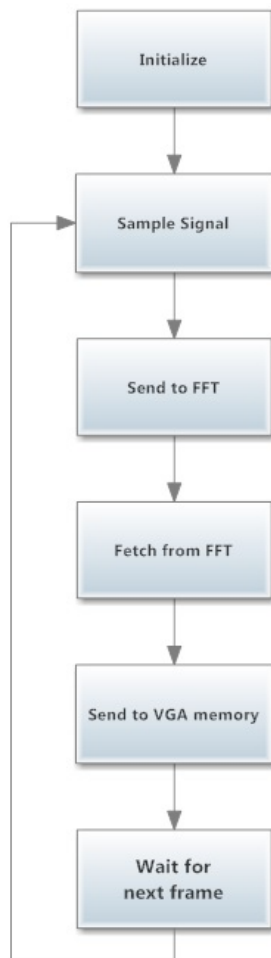 Initialize
Sample Signal
Send to FFT
Fetch from FFT
Send to VGA memory
Wait for
next frame